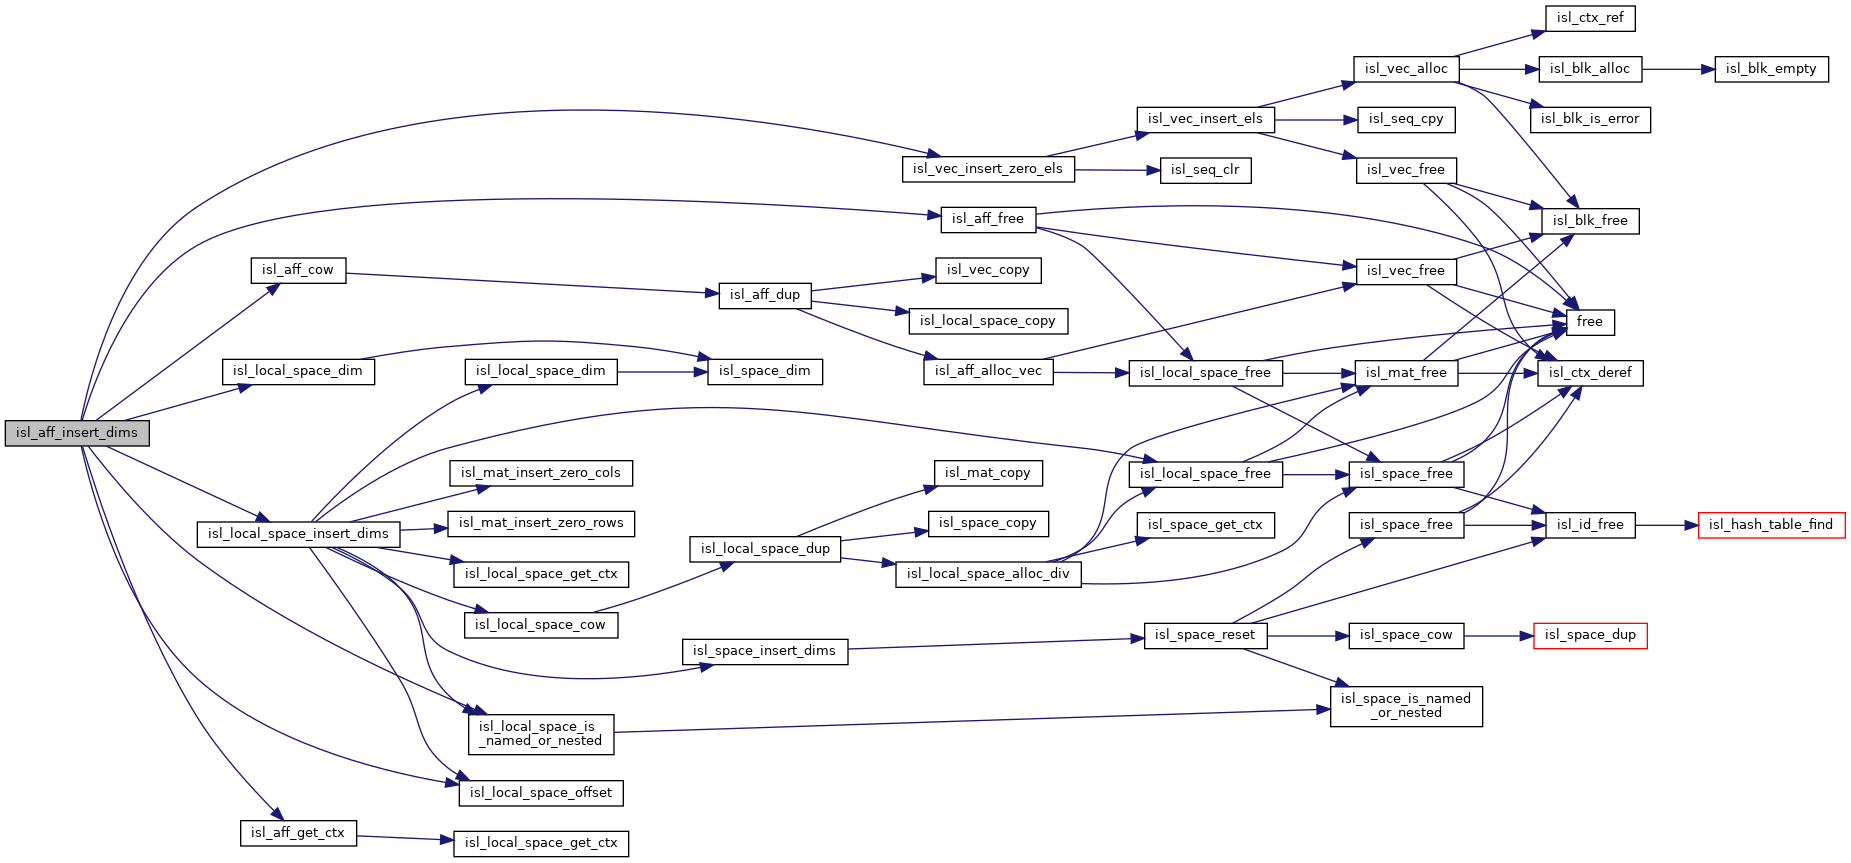 isl_ctx_ref
isl_vec_alloc
isl_blk_alloc
isl_blk_empty
isl_vec_insert_els
isl_seq_cpy
isl_blk_is_error
isl_vec_insert_zero_els
isl_seq_clr
isl_vec_free
isl_aff_free
isl_blk_free
isl_aff_cow
isl_vec_copy
isl_vec_free
isl_aff_dup
isl_local_space_copy
free
isl_local_space_dim
isl_local_space_dim
isl_space_dim
isl_aff_alloc_vec
isl_local_space_free
isl_mat_free
isl_ctx_deref
isl_aff_insert_dims
isl_mat_insert_zero_cols
isl_mat_copy
isl_local_space_free
isl_space_free
isl_local_space_insert_dims
isl_mat_insert_zero_rows
isl_space_copy
isl_space_get_ctx
isl_space_free
isl_id_free
isl_hash_table_find
isl_local_space_dup
isl_local_space_get_ctx
isl_local_space_alloc_div
isl_local_space_cow
isl_space_insert_dims
isl_space_reset
isl_space_cow
isl_space_dup
isl_space_is_named
_or_nested
isl_local_space_is
_named_or_nested
isl_local_space_offset
isl_aff_get_ctx
isl_local_space_get_ctx